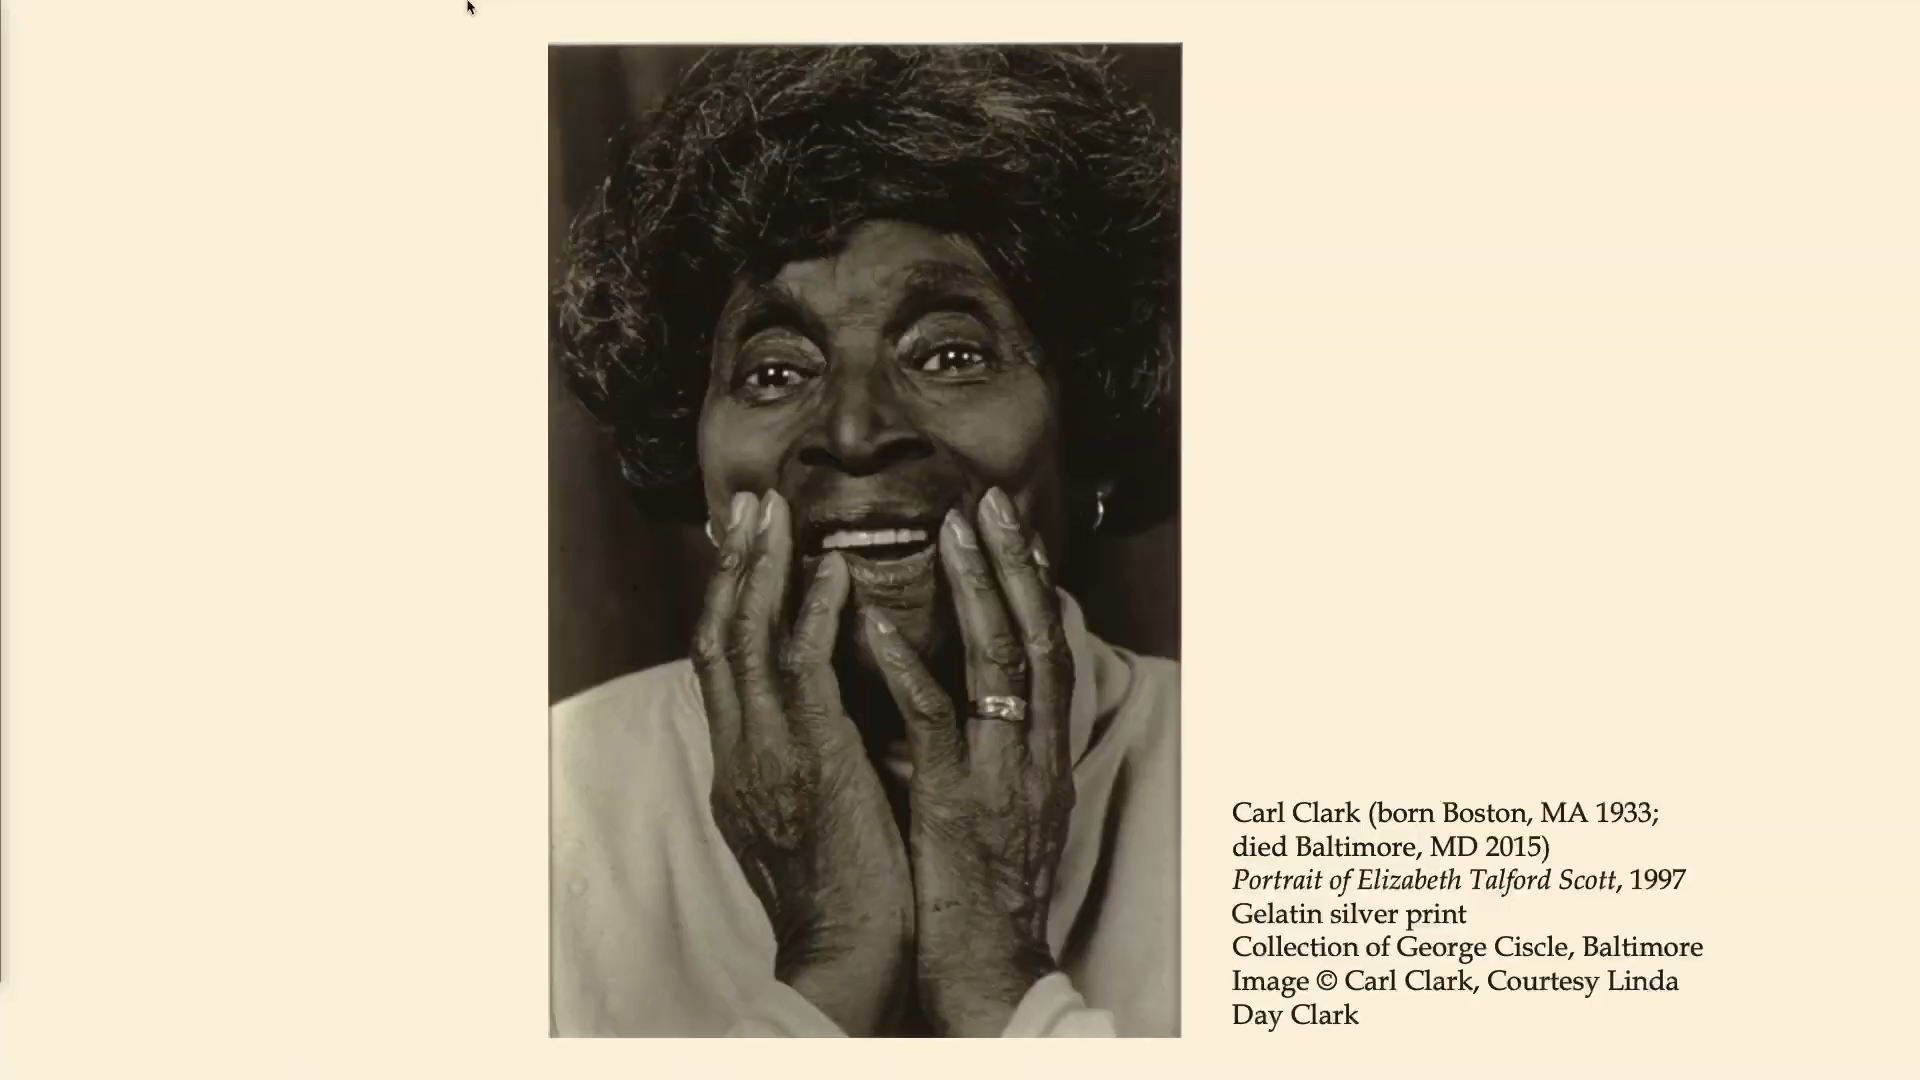 Carl Clark (born Boston, MA 1933;
died Baltimore, MD 2015)
Portrait of Elizabeth Talford Scott, 1997
Gelatin silver print
Collection of George Ciscle, Baltimore
Image © Carl Clark, Courtesy Linda
Day Clark